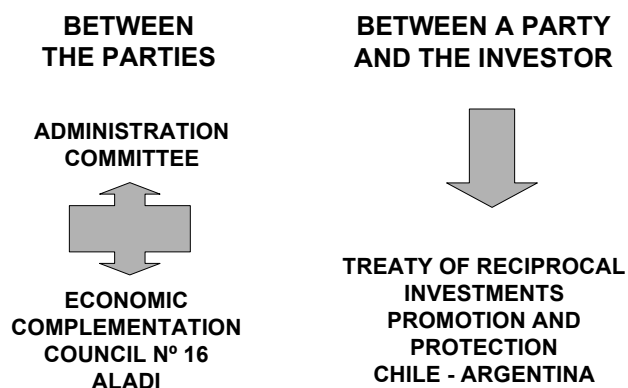 BETWEEN
THE PARTIES
ADMINISTRATION
COMMITTEE
ECONOMIC
COMPLEMENTATION
COUNCIL Nº 16
ALADI
BETWEEN A PARTY
AND THE INVESTOR
TREATY OF RECIPROCAL
INVESTMENTS
PROMOTION AND
PROTECTION
CHILE - ARGENTINA